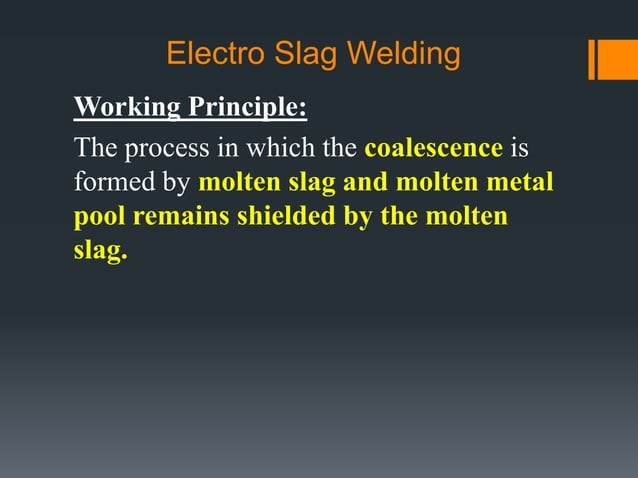 Electro Slag Welding
Working Principle:
The process in which the coalescence is
formed by molten slag and molten metal
pool remains shielded by the molten
slag.